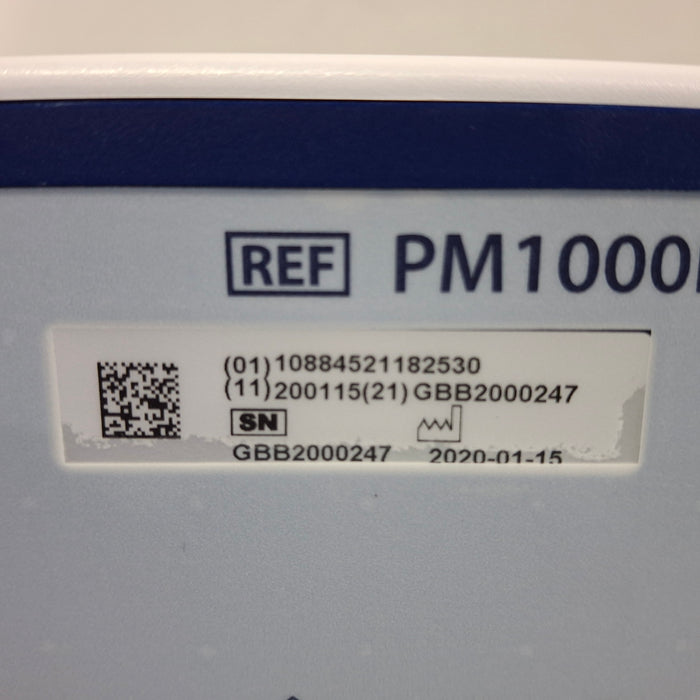 REF PM1000
(01)10884521182530
(11)200115(21)GBB2000247
SN
GBB2000247 2020-01-15